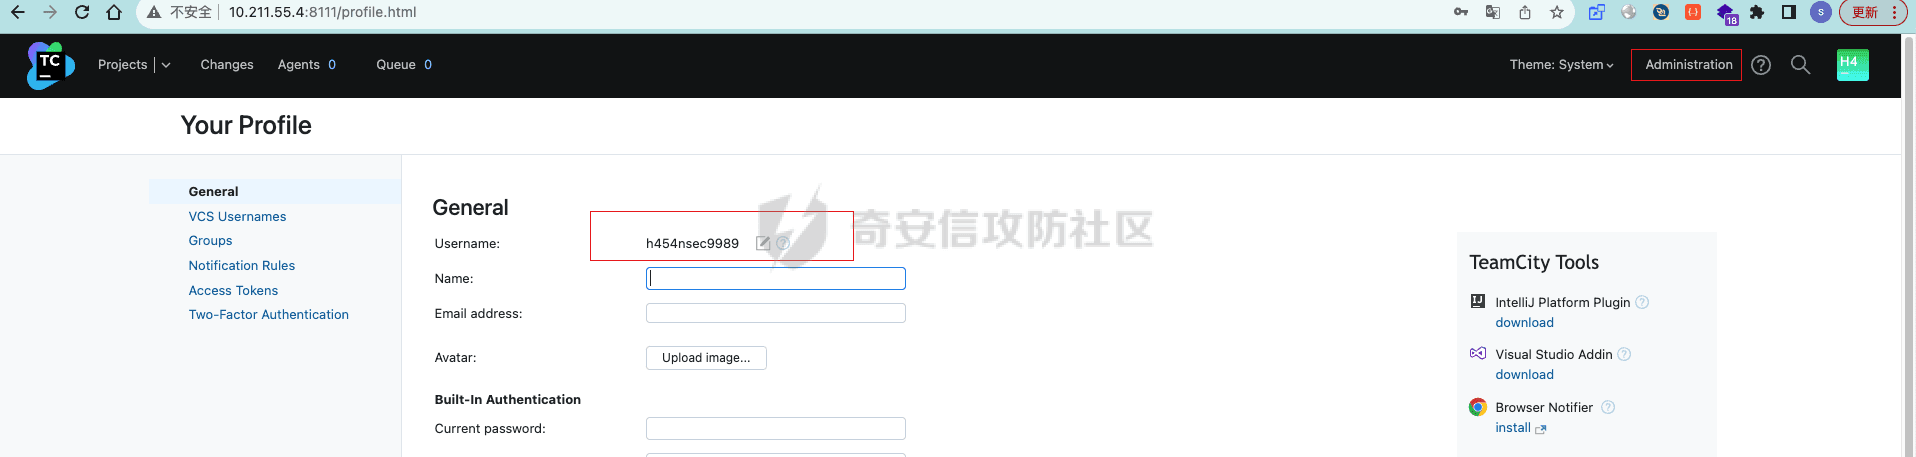 不安全 | 10.211.55.4:8111/profile.html
18
S
更新
TC
Projects
Changes
Agents 0
Queue 0
Theme: System
Administration
H4
Your Profile
General
VCS Usernames
Groups
Notification Rules
Access Tokens
Two-Factor Authentication
General
Username: h454nsec9989
Name:
Email address:
Avatar: Upload image...
Built-In Authentication
Current password:
奇安信攻防社区
TeamCity Tools
IntelliJ Platform Plugin
download
Visual Studio Addin
download
Browser Notifier
install